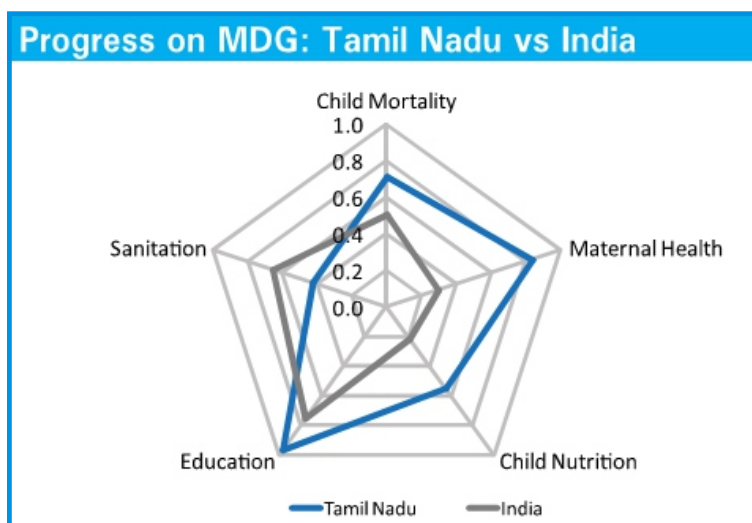 Progress on MDG: Tamil Nadu vs India
Child Mortality
1.0
0.8
0.6
0.4
0.2
0.0
Sanitation
Maternal Health
Education
Child Nutrition
Tamil Nadu
India